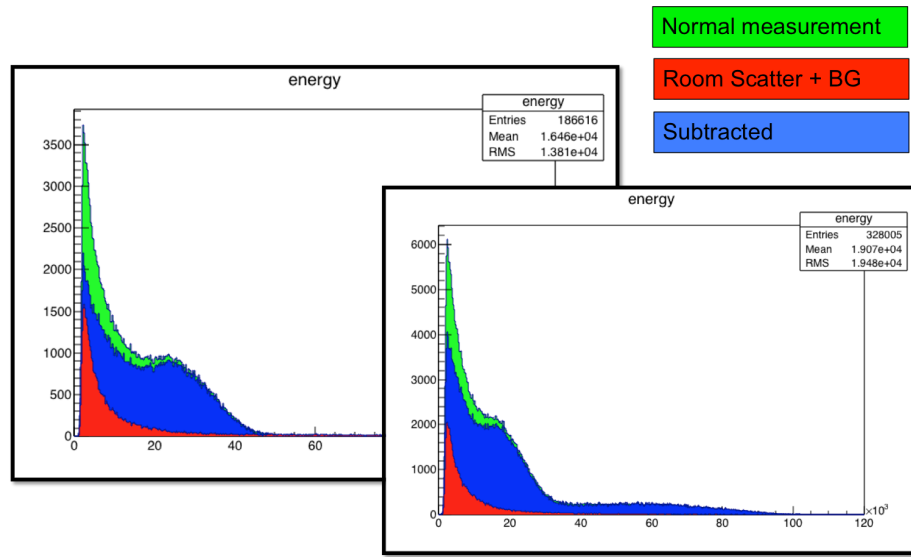 Normal measurement
Room Scatter + BG
Subtracted
energy
energy
Entries 186616
Mean 1.646e+04
RMS 1.381e+04
3500
3000
2500
2000
1500
1000
500
0
0 20 40 60
energy
energy
Entries 328005
Mean 1.907e+04
RMS 1.948e+04
6000
5000
4000
3000
2000
1000
0
0 20 40 60 80 100 120
×10³